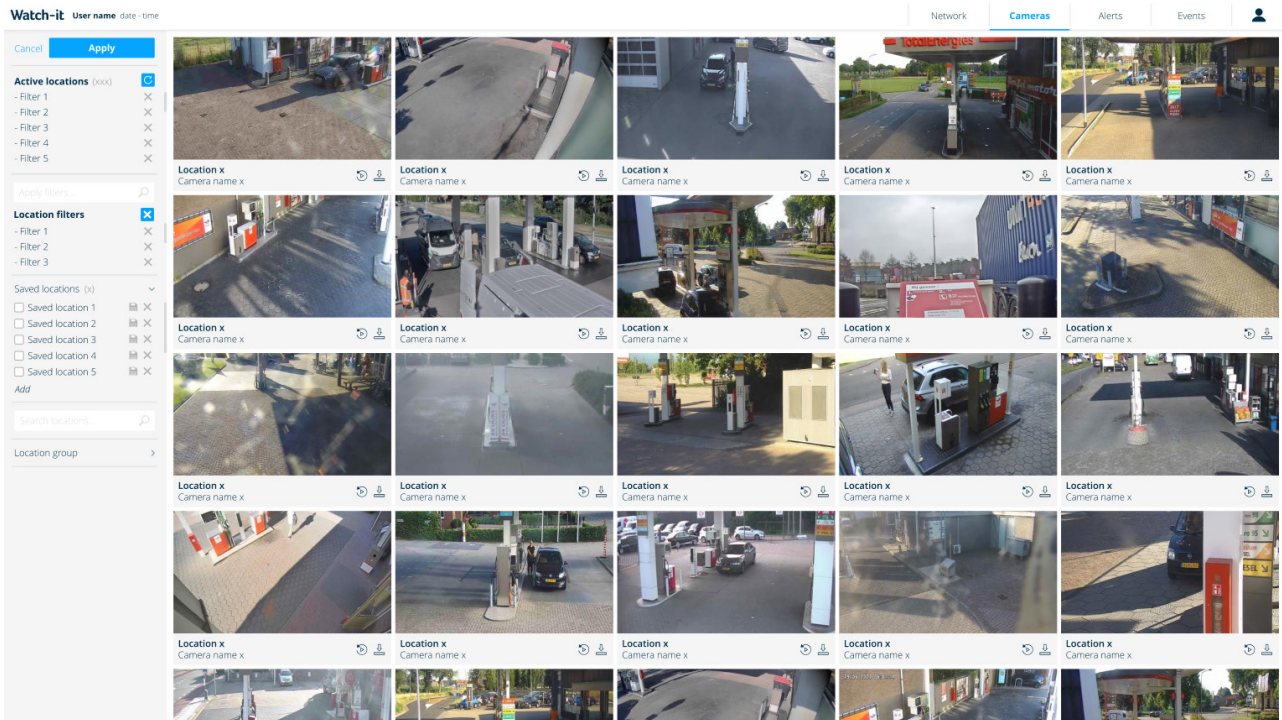 Watch-it User name date - time
Network Cameras Alerts Events
Cancel Apply
Active locations (xxx)
- Filter 1
- Filter 2
- Filter 3
- Filter 4
- Filter 5
Apply filters...
Location filters
- Filter 1
- Filter 2
- Filter 3
Saved locations (x)
Saved location 1
Saved location 2
Saved location 3
Saved location 4
Saved location 5
Add
Search locations...
Location group
TotalEnergies
Location x
Camera name x
Location x
Camera name x
Location x
Camera name x
Location x
Camera name x
Location x
Camera name x
Location x
Camera name x
Location x
Camera name x
Location x
Camera name x
Location x
Camera name x
Location x
Camera name x
Location x
Camera name x
Location x
Camera name x
Location x
Camera name x
Location x
Camera name x
Location x
Camera name x
ESEL
Location x
Camera name x
Location x
Camera name x
Location x
Camera name x
Location x
Camera name x
Location x
Camera name x